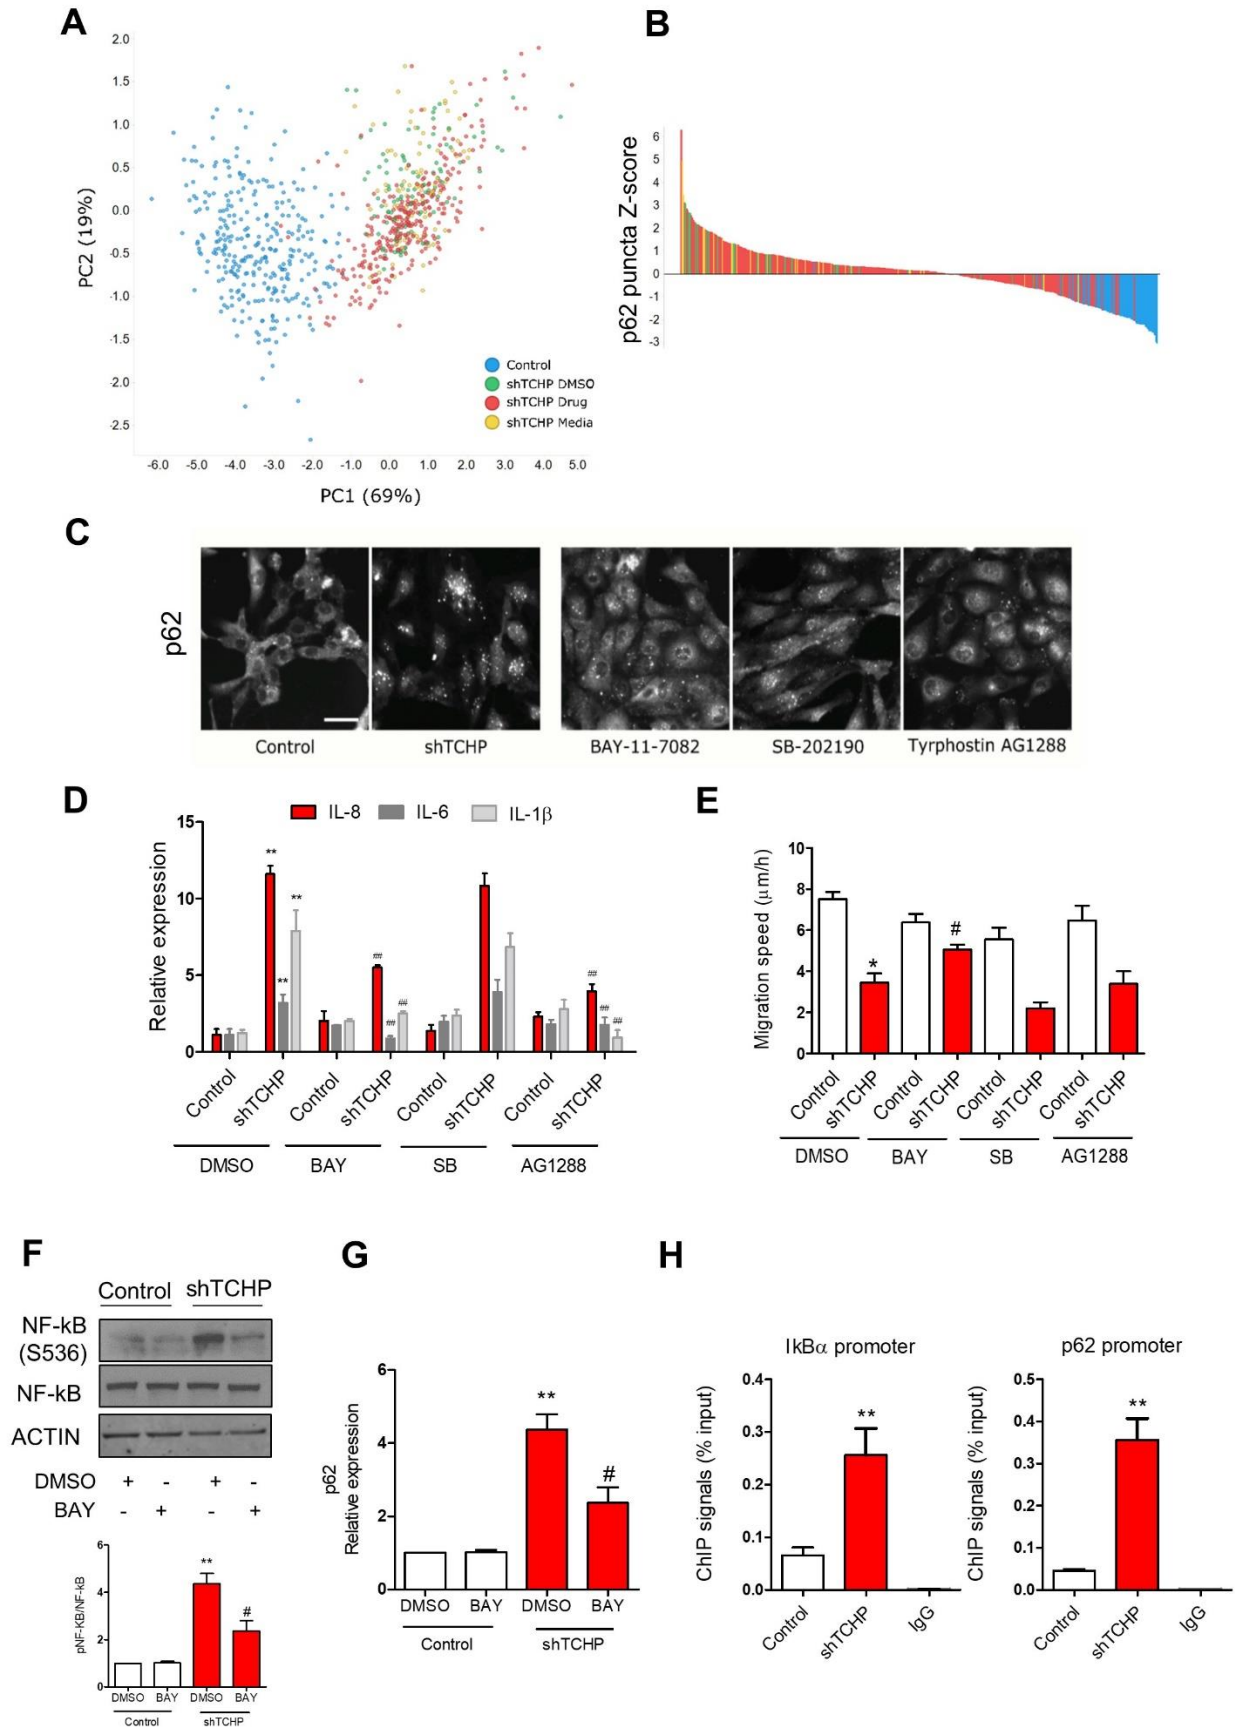 A
2.0
1.5
1.0
0.5
0.0
-0.5
-1.0
-1.5
-2.0
-2.5
PC2 (19%)
-6.0 -5.0 -4.0 -3.0 -2.0 -1.0 0.0 1.0 2.0 3.0 4.0 5.0
PC1 (69%)
Control
shTCHP DMSO
shTCHP Drug
shTCHP Media
B
p62 puncta Z-score
6
5
4
3
2
1
0
-1
-2
-3
C
p62
Control shTCHP BAY-11-7082 SB-202190 Tyrphostin AG1288
D
IL-8 IL-6 IL-1β
Relative expression
15
10
5
0
** ** **
## ## ##
## ## ##
Control shTCHP Control shTCHP Control shTCHP Control shTCHP
DMSO BAY SB AG1288
E
Migration speed (μm/h)
10
8
6
4
2
0
* #
Control shTCHP Control shTCHP Control shTCHP Control shTCHP
DMSO BAY SB AG1288
F
Control shTCHP
NF-kB
(S536)
NF-kB
ACTIN
DMSO + - + -
BAY - + - +
pNF-KB/NF-kB
6
4
2
0
** #
DMSO BAY DMSO BAY
Control shTCHP
G
p62
Relative expression
6
4
2
0
** #
DMSO BAY DMSO BAY
Control shTCHP
H
IkBα promoter
ChIP signals (% input)
0.4
0.3
0.2
0.1
0.0
**
Control shTCHP IgG
p62 promoter
ChIP signals (% input)
0.5
0.4
0.3
0.2
0.1
0.0
**
Control shTCHP IgG